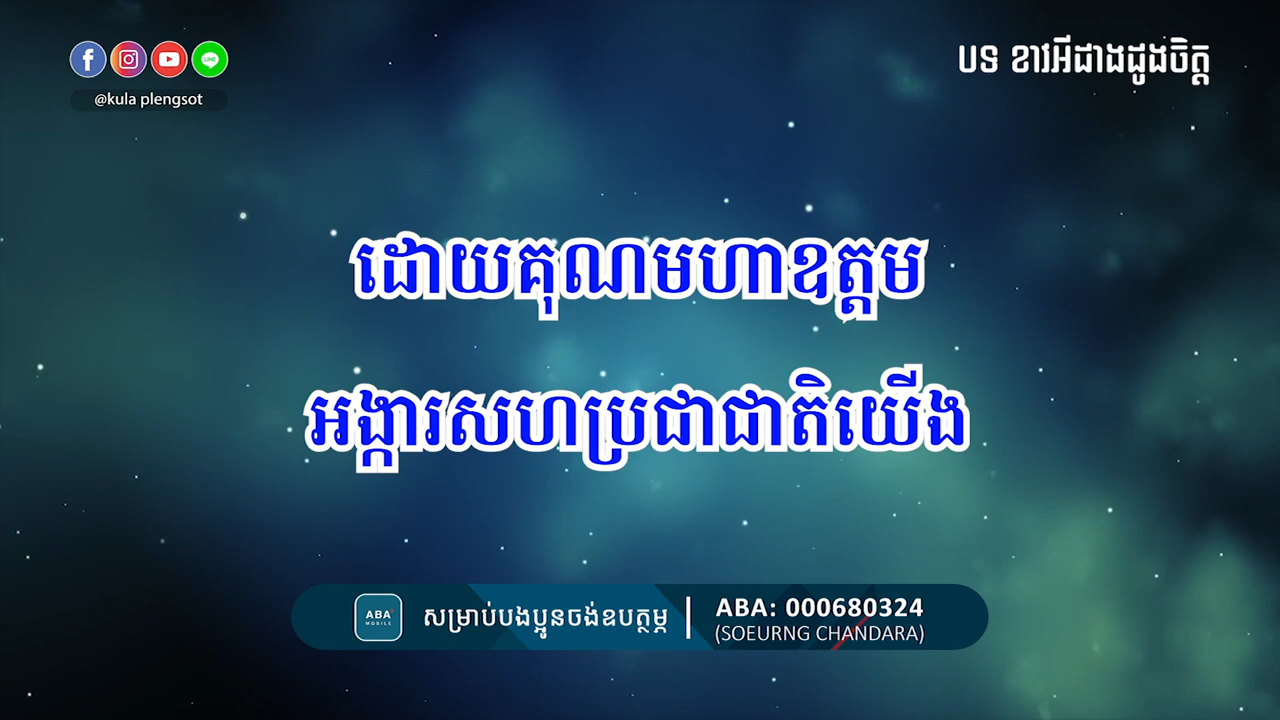 បទ ខាវអីដាងដួងចិត្ត
@kula plengsot
ដោយគុណមហាឧត្តម
អង្ការសហប្រជាជាតិយើង
ABA
MOBILE
សម្រាប់បងប្អូនចង់ឧបត្ថម្ភ
ABA: 000680324
(SOEURNG CHANDARA)